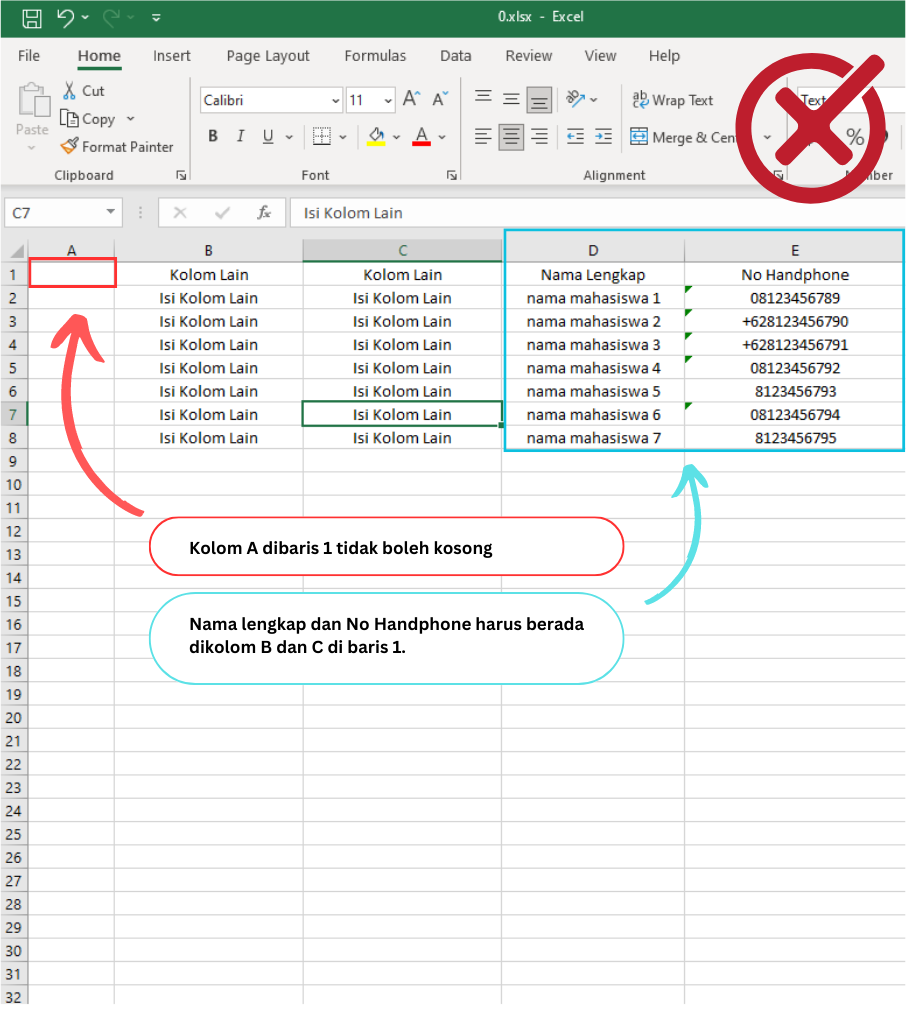 0.xlsx - Excel
File Home Insert Page Layout Formulas Data Review View Help
Cut
Calibri 11 A A
Wrap Text
Text
Paste
Copy
B I U A
Merge & Cen
%
Format Painter
Clipboard Font Alignment
C7 fx Isi Kolom Lain
A B C D E
1 Kolom Lain Kolom Lain Nama Lengkap No Handphone
2 Isi Kolom Lain Isi Kolom Lain nama mahasiswa 1 08123456789
3 Isi Kolom Lain Isi Kolom Lain nama mahasiswa 2 +628123456790
4 Isi Kolom Lain Isi Kolom Lain nama mahasiswa 3 +628123456791
5 Isi Kolom Lain Isi Kolom Lain nama mahasiswa 4 08123456792
6 Isi Kolom Lain Isi Kolom Lain nama mahasiswa 5 8123456793
7 Isi Kolom Lain Isi Kolom Lain nama mahasiswa 6 08123456794
8 Isi Kolom Lain Isi Kolom Lain nama mahasiswa 7 8123456795
9
10
11
12
Kolom A dibaris 1 tidak boleh kosong
13
14
15
16
Nama lengkap dan No Handphone harus berada
17
dikolom B dan C di baris 1.
18
19
20
21
22
23
24
25
26
27
28
29
30
31
32